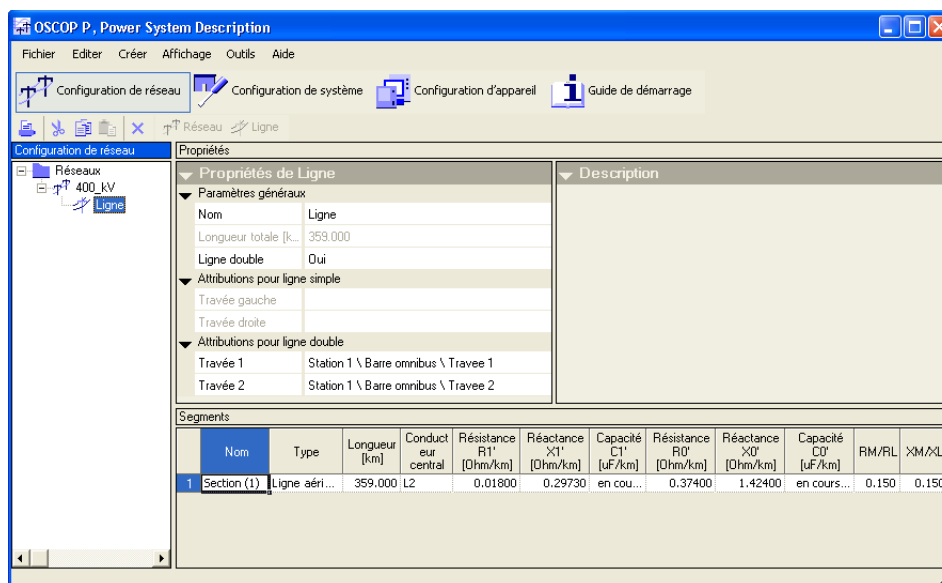 OSCOP P , Power System Description
Fichier Editer Créer Affichage Outils Aide
Configuration de réseau Configuration de système Configuration d'appareil Guide de démarrage
Réseau Ligne
Configuration de réseau
Réseaux
400_kV
Ligne
Propriétés
Propriétés de Ligne
Paramètres généraux
Nom Ligne
Longueur totale [k... 359.000
Ligne double Oui
Attributions pour ligne simple
Travée gauche
Travée droite
Attributions pour ligne double
Travée 1 Station 1 \ Barre omnibus \ Travee 1
Travée 2 Station 1 \ Barre omnibus \ Travee 2
Description
Segments
Nom Type Longueur [km] Conduct eur central Résistance R1' [Ohm/km] Réactance X1' [Ohm/km] Capacité C1' [uF/km] Résistance R0' [Ohm/km] Réactance X0' [Ohm/km] Capacité C0' [uF/km] RM/RL XM/XL
1 Section (1) Ligne aéri... 359.000 L2 0.01800 0.29730 en cou... 0.37400 1.42400 en cours... 0.150 0.150